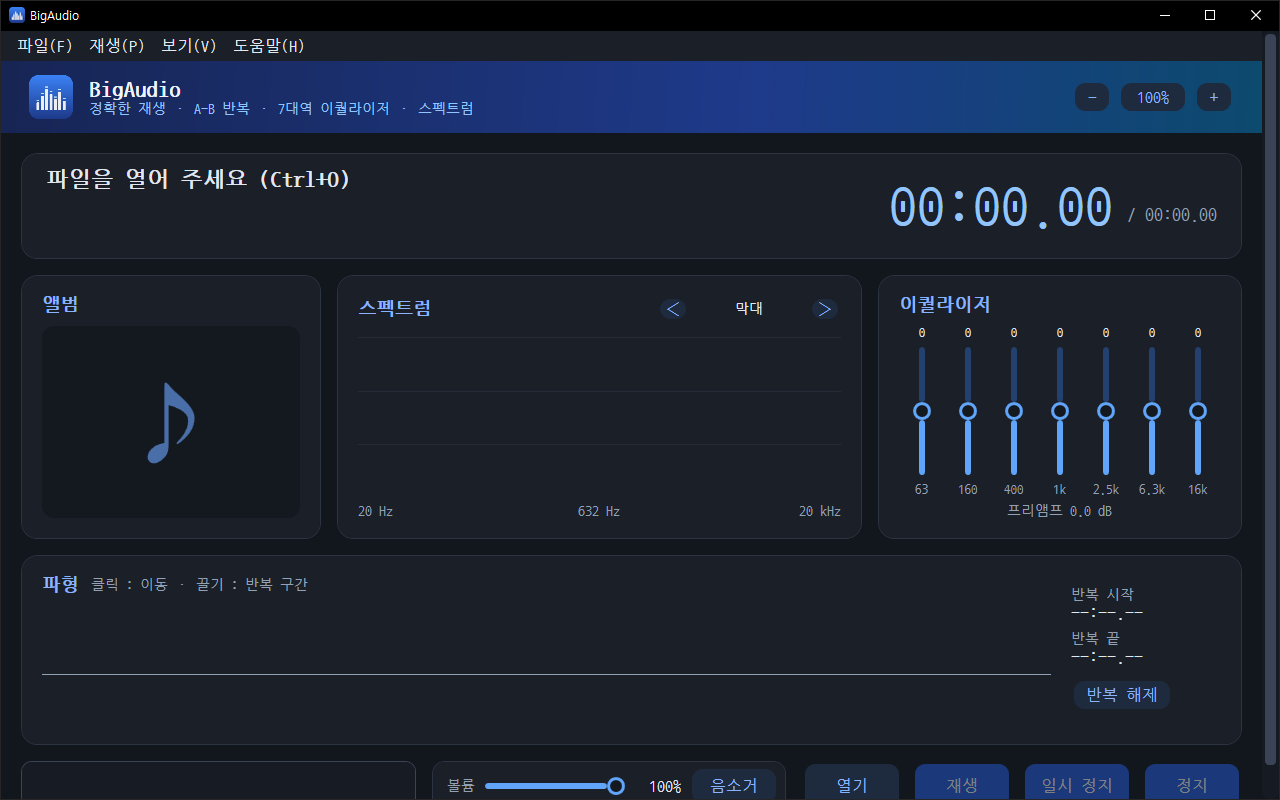 BigAudio
파일(F) 재생(P) 보기(V) 도움말(H)
BigAudio
정확한 재생 · A-B 반복 · 7대역 이퀄라이저 · 스펙트럼
− 100% +
파일을 열어 주세요 (Ctrl+O)
00:00.00 / 00:00.00
앨범
스펙트럼 < 막대 >
20 Hz 632 Hz 20 kHz
이퀄라이저
0 0 0 0 0 0 0
63 160 400 1k 2.5k 6.3k 16k
프리앰프 0.0 dB
파형 클릭 : 이동 · 끌기 : 반복 구간
반복 시작
--:--.--
반복 끝
--:--.--
반복 해제
볼륨 100% 음소거 열기 재생 일시 정지 정지